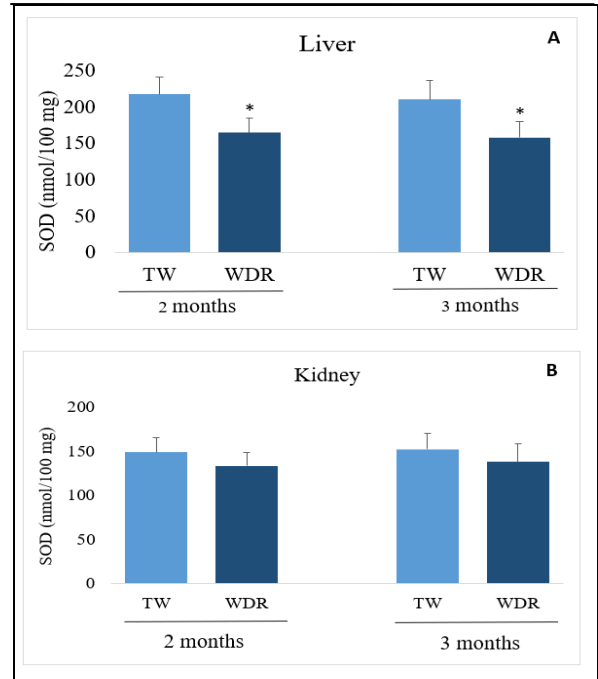 Liver
A
SOD (nmol/100 mg)
250
200
150
100
50
0
*
*
TW WDR TW WDR
2 months 3 months
Kidney
B
SOD (nmol/100 mg)
200
150
100
50
0
TW WDR TW WDR
2 months 3 months